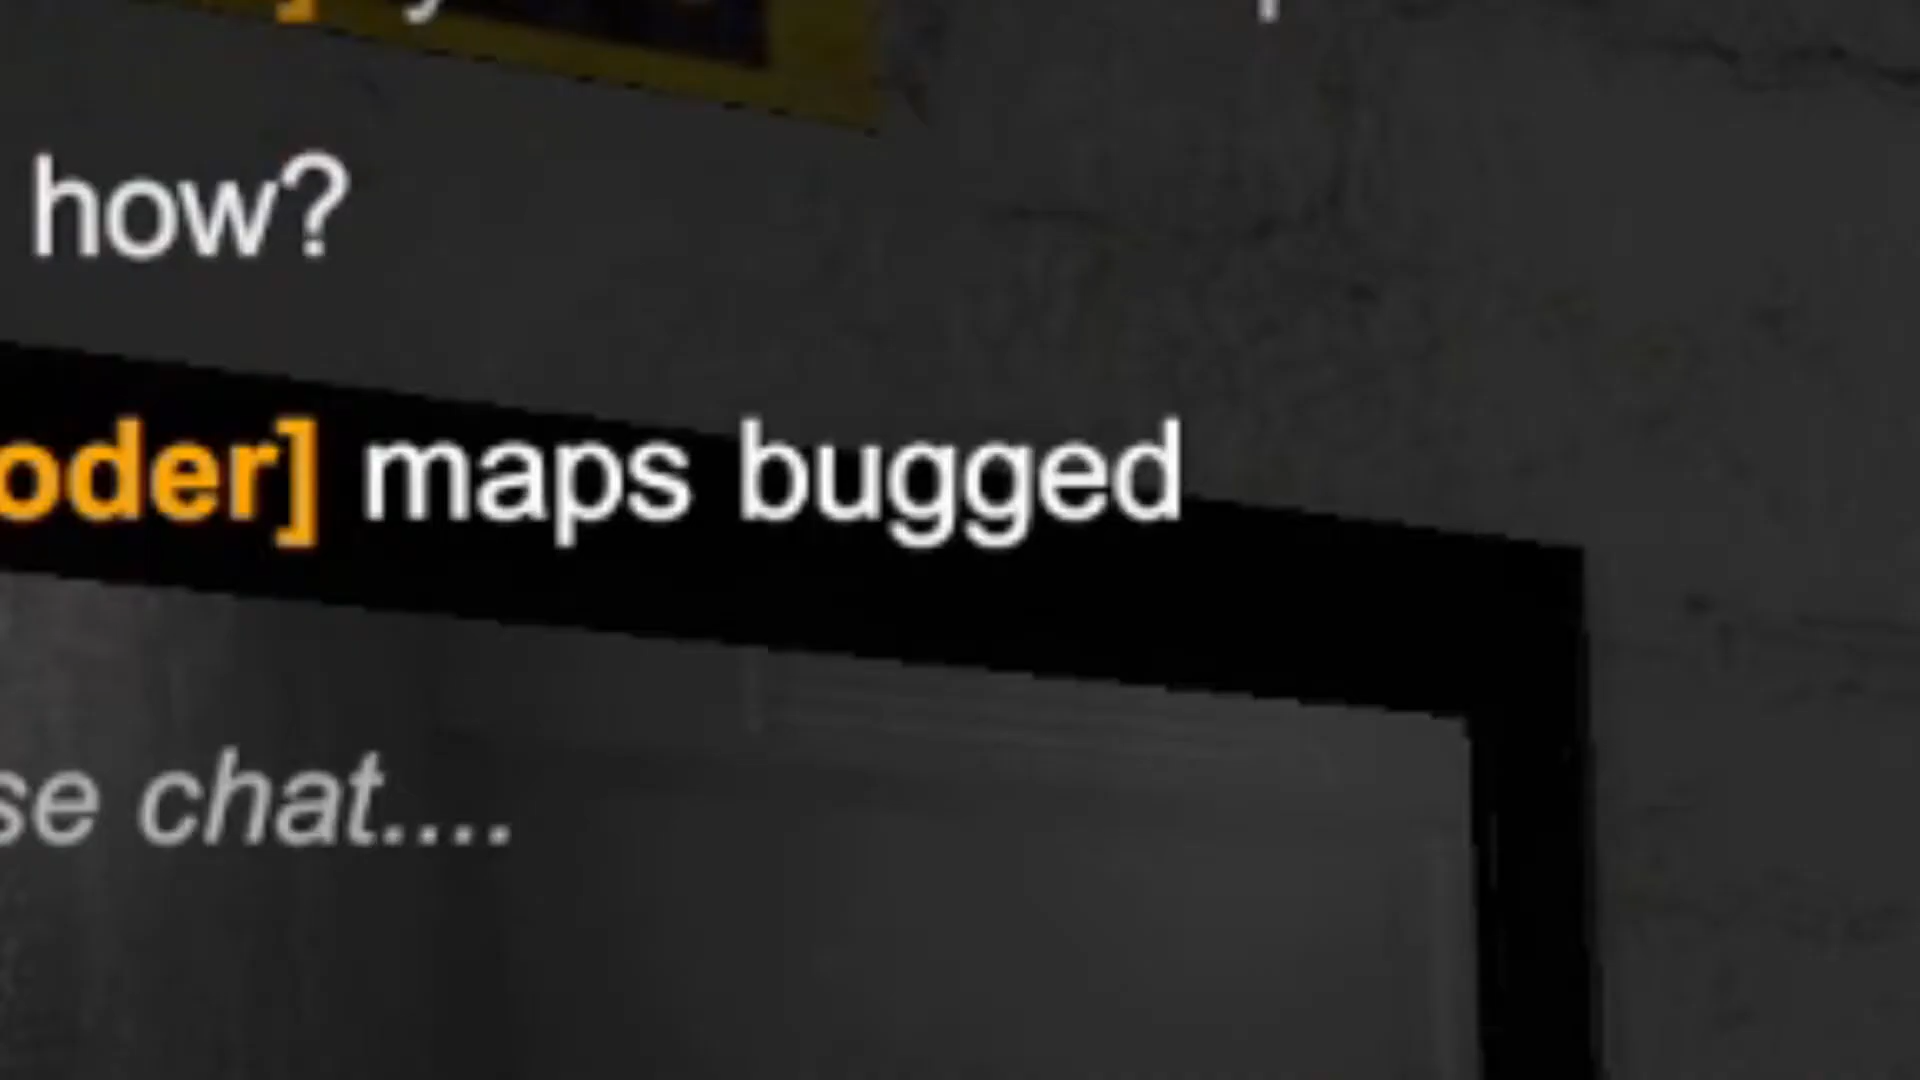 how?
oder] maps bugged
se chat....